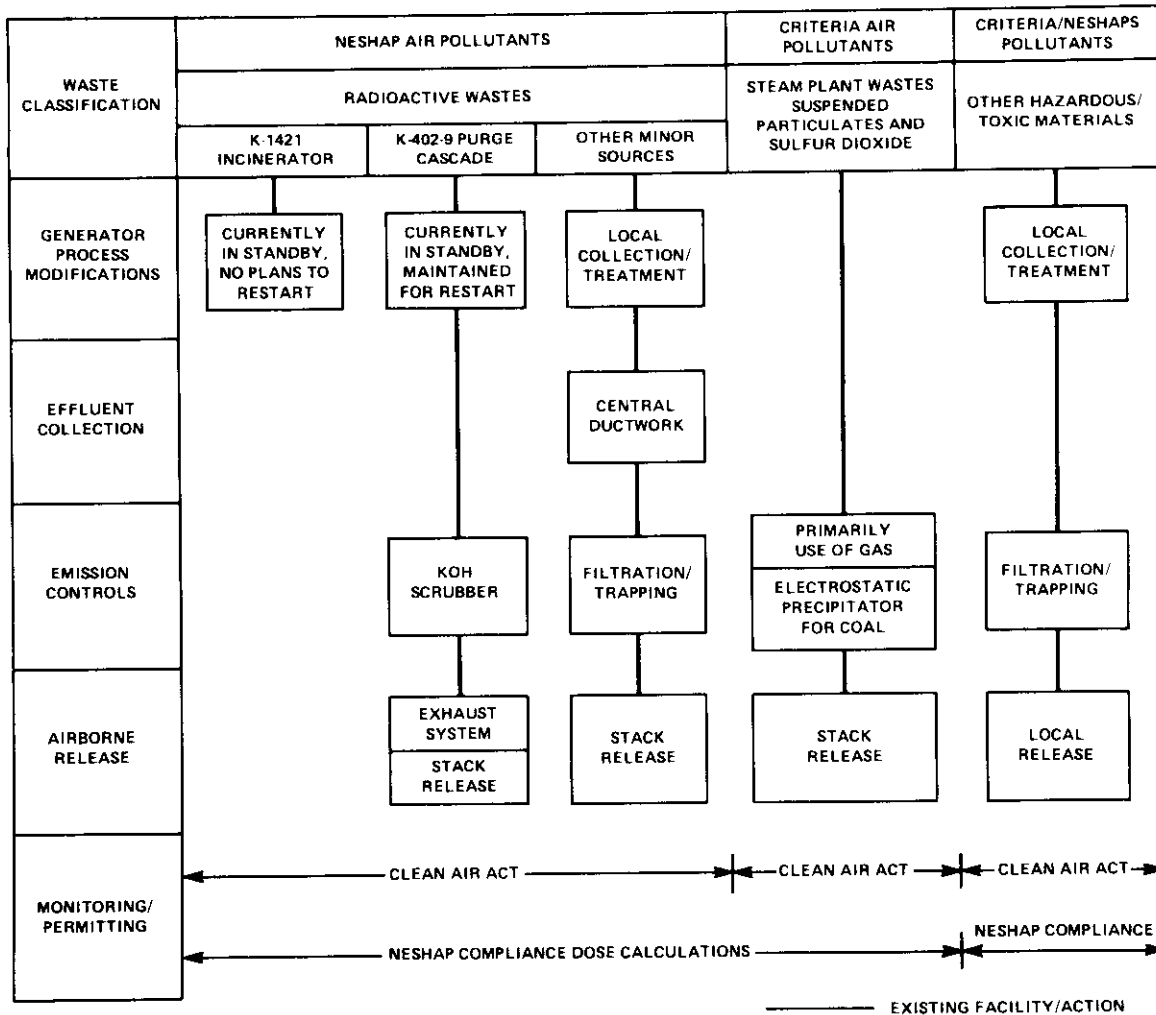 WASTE
CLASSIFICATION
NESHAP AIR POLLUTANTS
CRITERIA AIR
POLLUTANTS
CRITERIA/NESHAPS
POLLUTANTS
RADIOACTIVE WASTES
STEAM PLANT WASTES
SUSPENDED
PARTICULATES AND
SULFUR DIOXIDE
OTHER HAZARDOUS/
TOXIC MATERIALS
K-1421
INCINERATOR
K-402-9 PURGE
CASCADE
OTHER MINOR
SOURCES
GENERATOR
PROCESS
MODIFICATIONS
CURRENTLY
IN STANDBY,
NO PLANS TO
RESTART
CURRENTLY
IN STANDBY,
MAINTAINED
FOR RESTART
LOCAL
COLLECTION/
TREATMENT
LOCAL
COLLECTION/
TREATMENT
EFFLUENT
COLLECTION
CENTRAL
DUCTWORK
EMISSION
CONTROLS
KOH
SCRUBBER
FILTRATION/
TRAPPING
PRIMARILY
USE OF GAS
ELECTROSTATIC
PRECIPITATOR
FOR COAL
FILTRATION/
TRAPPING
AIRBORNE
RELEASE
EXHAUST
SYSTEM
STACK
RELEASE
STACK
RELEASE
STACK
RELEASE
LOCAL
RELEASE
MONITORING/
PERMITTING
CLEAN AIR ACT
CLEAN AIR ACT
CLEAN AIR ACT
NESHAP COMPLIANCE DOSE CALCULATIONS
NESHAP COMPLIANCE
EXISTING FACILITY/ACTION